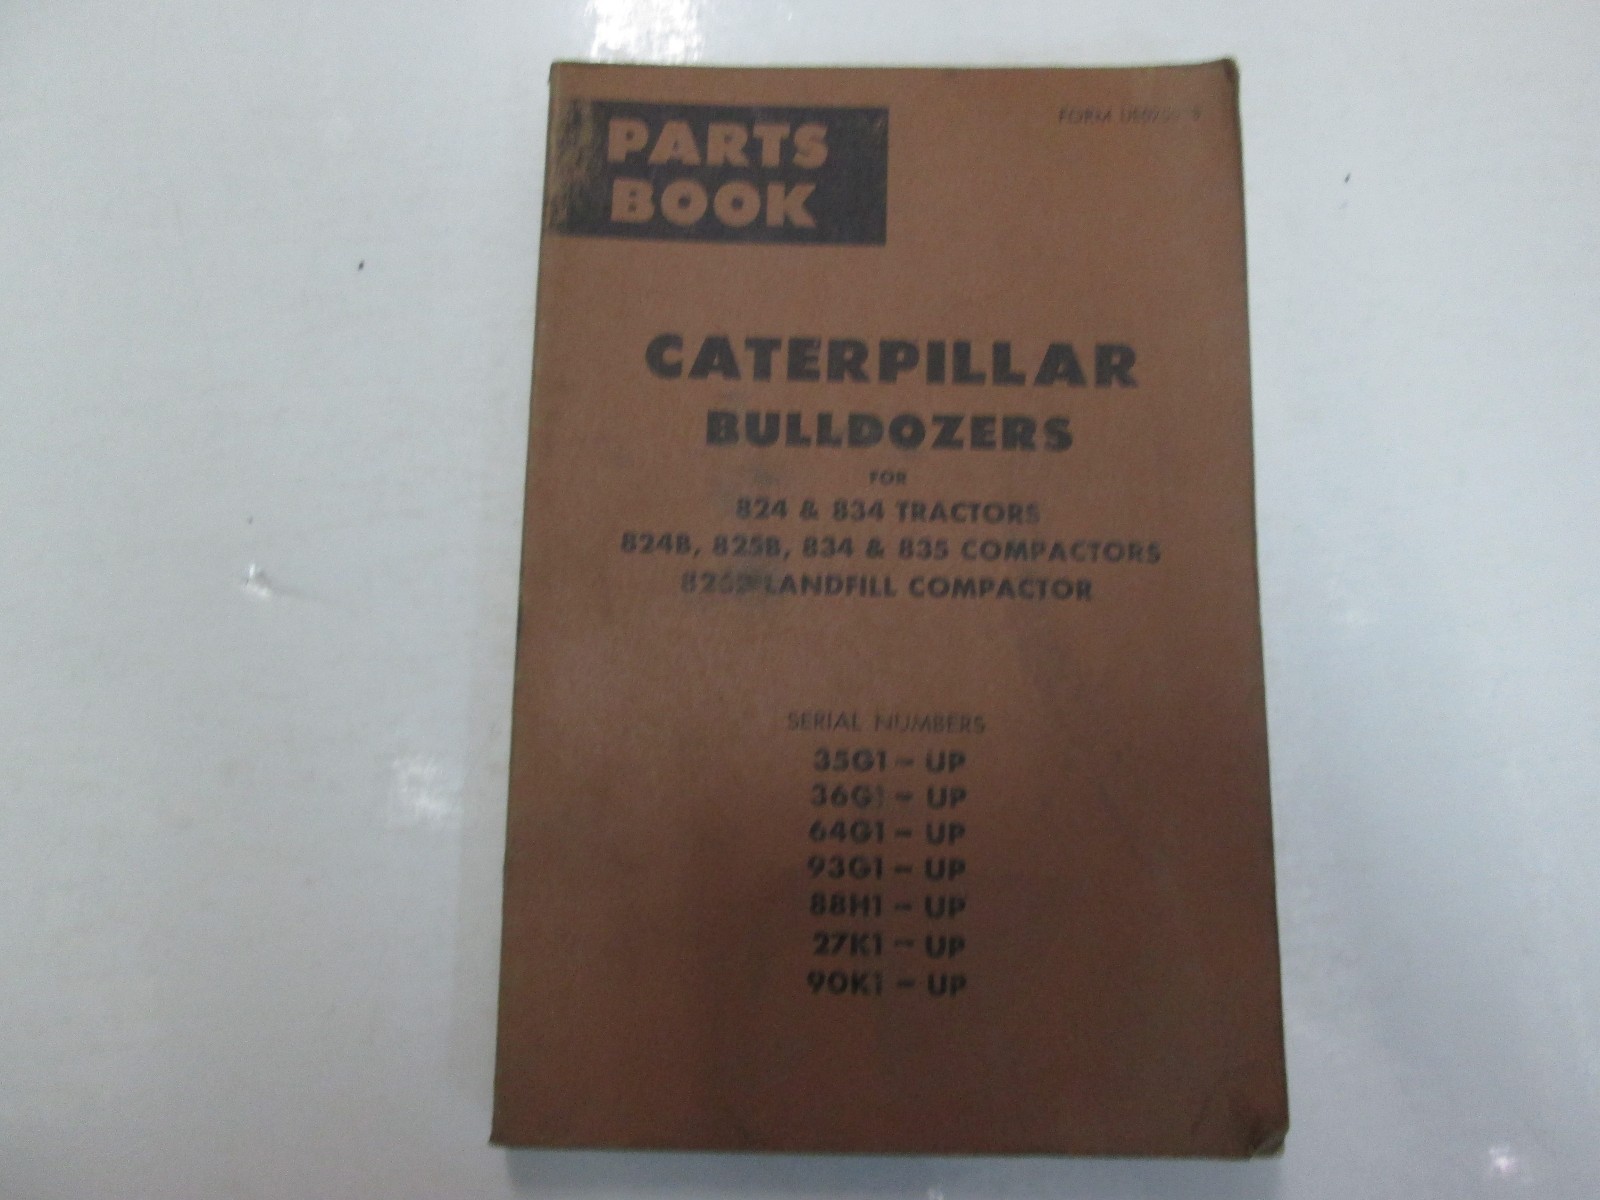 PARTS
BOOK
FORM
CATERPILLAR
BULLDOZERS
FOR
824 & 834 TRACTORS
824B, 825B, 834 & 835 COMPACTORS
LANDFILL COMPACTOR
SERIAL NUMBERS
35G1 - UP
36G1 - UP
64G1 - UP
93G1 - UP
88H1 - UP
27K1 - UP
90K1 - UP